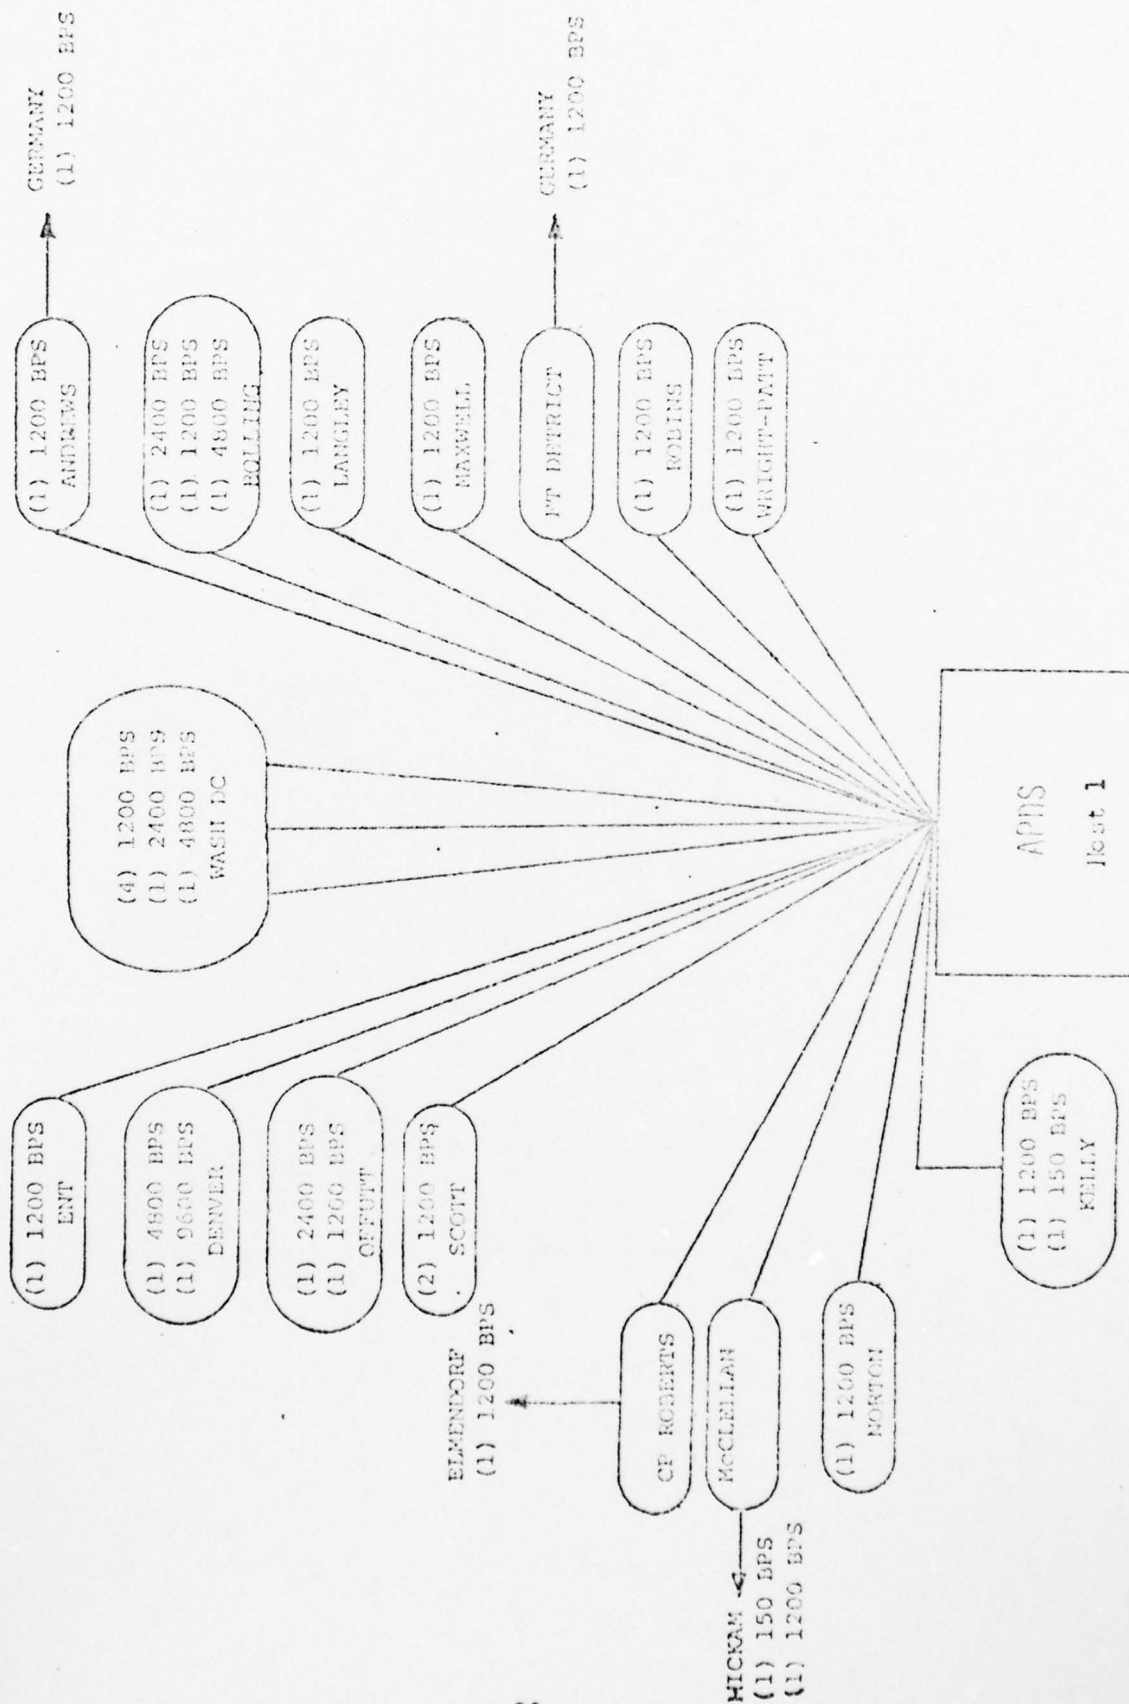 GERMANY
(1) 1200 BPS
(1) 1200 BPS
ANDREWS
(1) 2400 BPS
(1) 1200 BPS
(1) 4800 BPS
BOLLING
(1) 1200 BPS
LANGLEY
(1) 1200 BPS
MAXWELL
FT DETRICT
GERMANY
(1) 1200 BPS
(1) 1200 BPS
ROBINS
(1) 1200 BPS
WRIGHT-PATT
(4) 1200 BPS
(1) 2400 BPS
(1) 4800 BPS
WASH DC
(1) 1200 BPS
ENT
(1) 4800 BPS
(1) 9600 BPS
DENVER
(1) 2400 BPS
(1) 1200 BPS
OFFUTT
(2) 1200 BPS
SCOTT
ELMENDORF
(1) 1200 BPS
CP ROBERTS
McCLELLAN
HICKAM
(1) 150 BPS
(1) 1200 BPS
(1) 1200 BPS
NORTON
(1) 1200 BPS
(1) 150 BPS
KELLY
Host 1